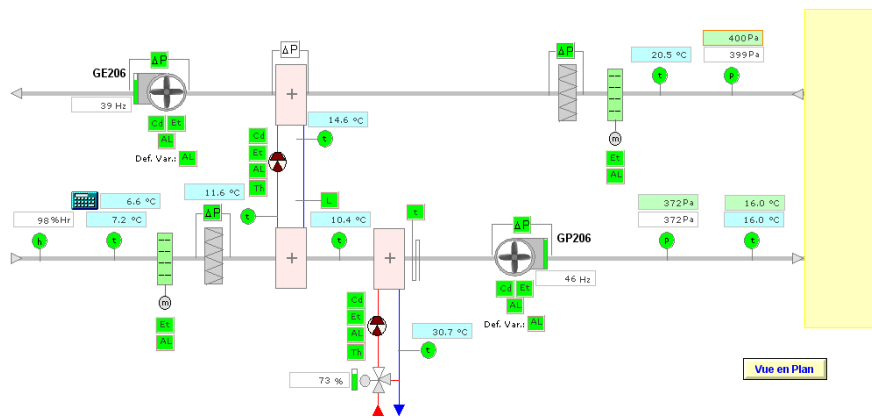 400Pa
399Pa
20.5 °C
ΔP
ΔP
ΔP
GE206
39 Hz
+
t
p
Cd
Et
AL
Def. Var.: AL
14.6 °C
t
m
Et
AL
Cd
Et
AL
Th
11.6 °C
6.6 °C
7.2 °C
98%Hr
L
t
ΔP
10.4 °C
t
372Pa
372Pa
16.0 °C
16.0 °C
ΔP
GP206
h
t
t
+
+
p
t
46 Hz
m
Et
AL
Cd
Et
AL
Th
Cd
Et
AL
Def. Var.: AL
30.7 °C
t
73 %
Vue en Plan